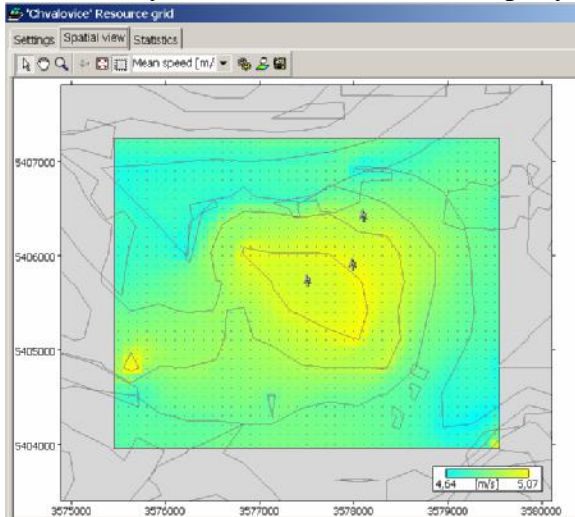 'Chvalovice' Resource grid
Settings Spatial view Statistics
Mean speed [m/
5407000
5406000
5405000
5404000
4,64 [m/s] 5,07
3575000 3576000 3577000 3578000 3579000 3580000